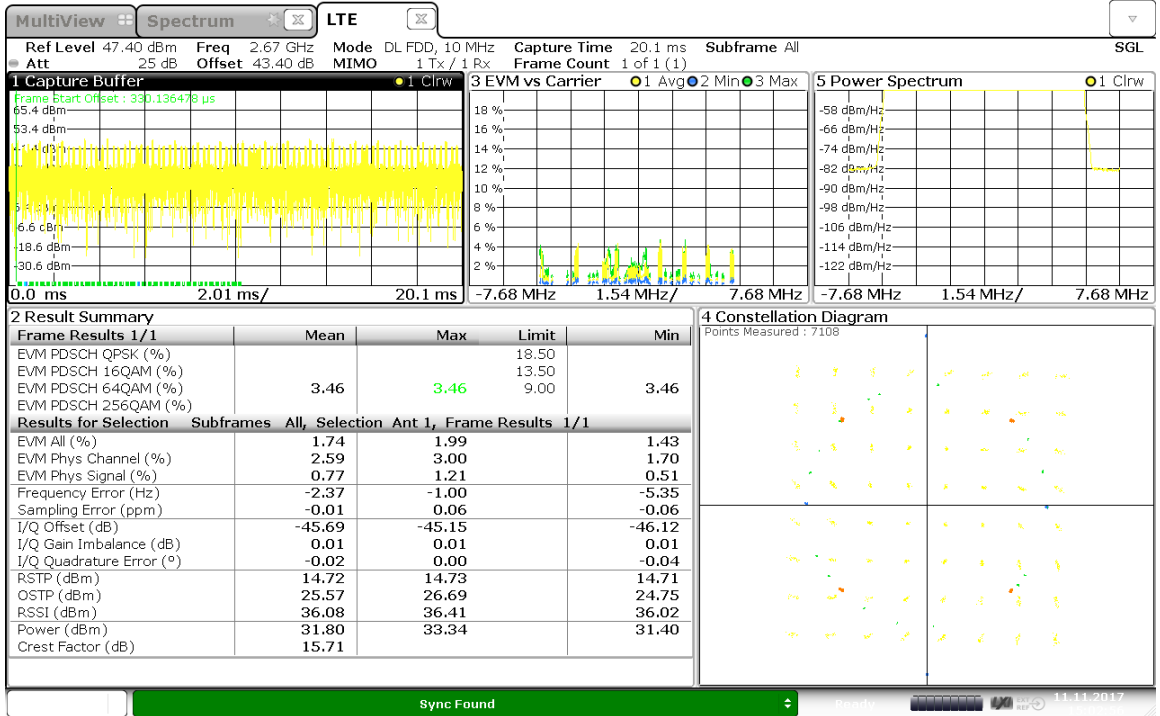 MultiView Spectrum X LTE X
Ref Level 47.40 dBm Freq 2.67 GHz Mode DL FDD, 10 MHz Capture Time 20.1 ms Subframe All SGL
Att 25 dB Offset 43.40 dB MIMO 1 Tx / 1 Rx Frame Count 1 of 1 (1)
1 Capture Buffer 1 Clrw
Frame Start Offset : 330.136478 µs
65.4 dBm
53.4 dBm
-6.6 dBm
-18.6 dBm
-30.6 dBm
0.0 ms 2.01 ms/ 20.1 ms
3 EVM vs Carrier 1 Avg 2 Min 3 Max
18 %
16 %
14 %
12 %
10 %
8 %
6 %
4 %
2 %
-7.68 MHz 1.54 MHz/ 7.68 MHz
5 Power Spectrum 1 Clrw
-58 dBm/Hz
-66 dBm/Hz
-74 dBm/Hz
-82 dBm/Hz
-90 dBm/Hz
-98 dBm/Hz
-106 dBm/Hz
-114 dBm/Hz
-122 dBm/Hz
-7.68 MHz 1.54 MHz/ 7.68 MHz
2 Result Summary
Frame Results 1/1 Mean Max Limit Min
EVM PDSCH QPSK (%) 18.50
EVM PDSCH 16QAM (%) 13.50
EVM PDSCH 64QAM (%) 3.46 3.46 9.00 3.46
EVM PDSCH 256QAM (%)
Results for Selection Subframes All, Selection Ant 1, Frame Results 1/1
EVM All (%) 1.74 1.99 1.43
EVM Phys Channel (%) 2.59 3.00 1.70
EVM Phys Signal (%) 0.77 1.21 0.51
Frequency Error (Hz) -2.37 -1.00 -5.35
Sampling Error (ppm) -0.01 0.06 -0.06
I/Q Offset (dB) -45.69 -45.15 -46.12
I/Q Gain Imbalance (dB) 0.01 0.01 0.01
I/Q Quadrature Error (°) -0.02 0.00 -0.04
RSTP (dBm) 14.72 14.73 14.71
OSTP (dBm) 25.57 26.69 24.75
RSSI (dBm) 36.08 36.41 36.02
Power (dBm) 31.80 33.34 31.40
Crest Factor (dB) 15.71
4 Constellation Diagram
Points Measured : 7108
Sync Found Ready LXI EXT REF 11.11.2017